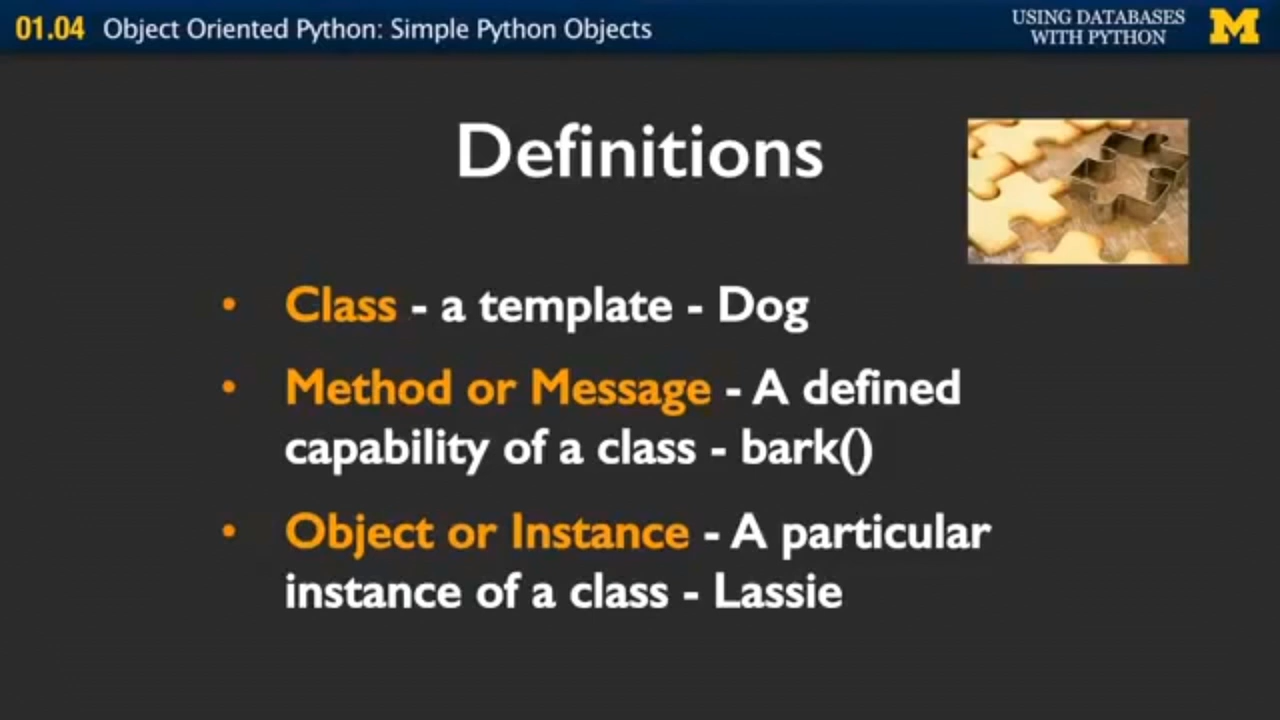 01.04 Object Oriented Python: Simple Python Objects
USING DATABASES
WITH PYTHON
M
Definitions
• Class - a template - Dog
• Method or Message - A defined
capability of a class - bark()
• Object or Instance - A particular
instance of a class - Lassie